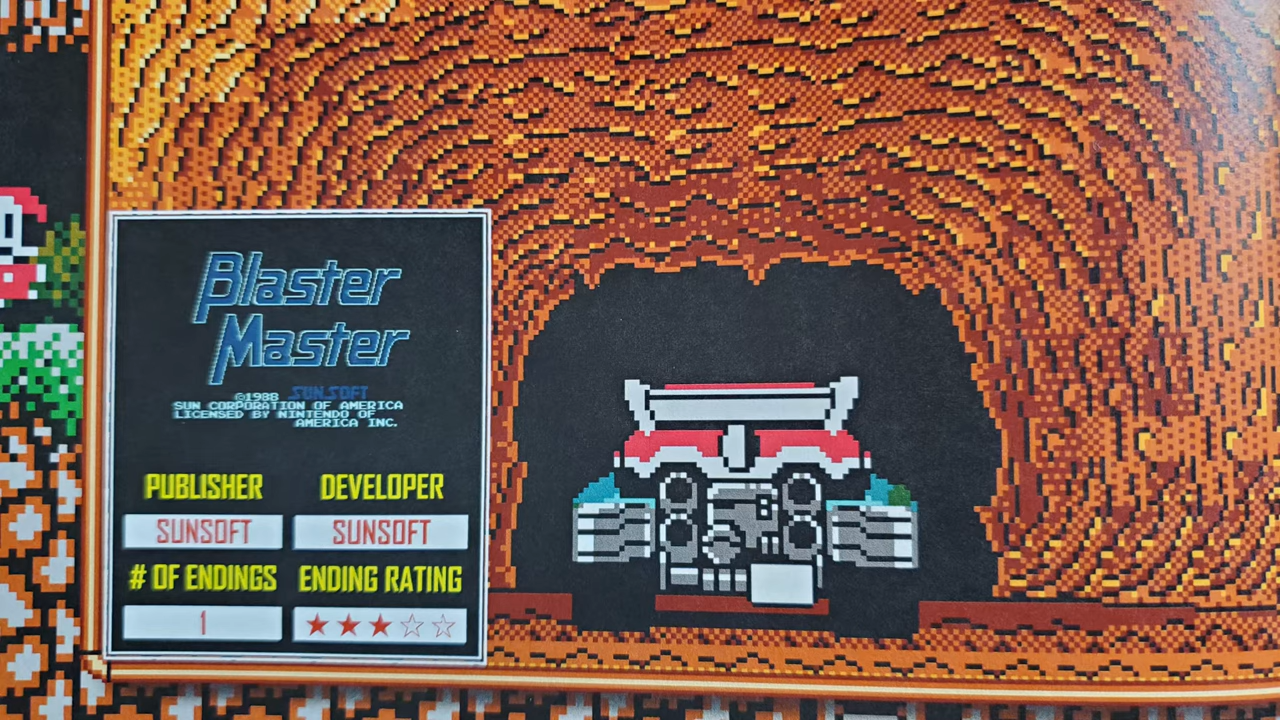 Blaster
Master
©1988 SUNSOFT
SUN CORPORATION OF AMERICA
LICENSED BY NINTENDO OF
AMERICA INC.
PUBLISHER DEVELOPER
SUNSOFT SUNSOFT
# OF ENDINGS ENDING RATING
1